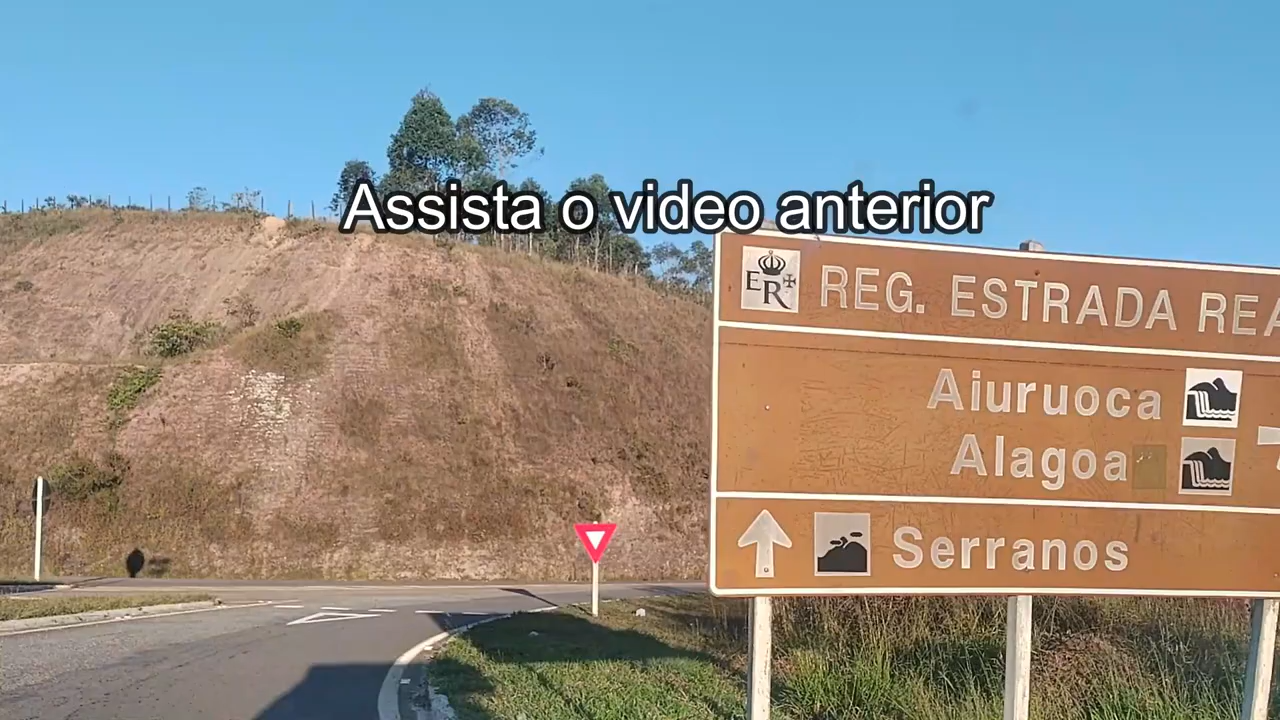 Assista o video anterior
ER
REG. ESTRADA REA
Aiuruoca
Alagoa
Serranos